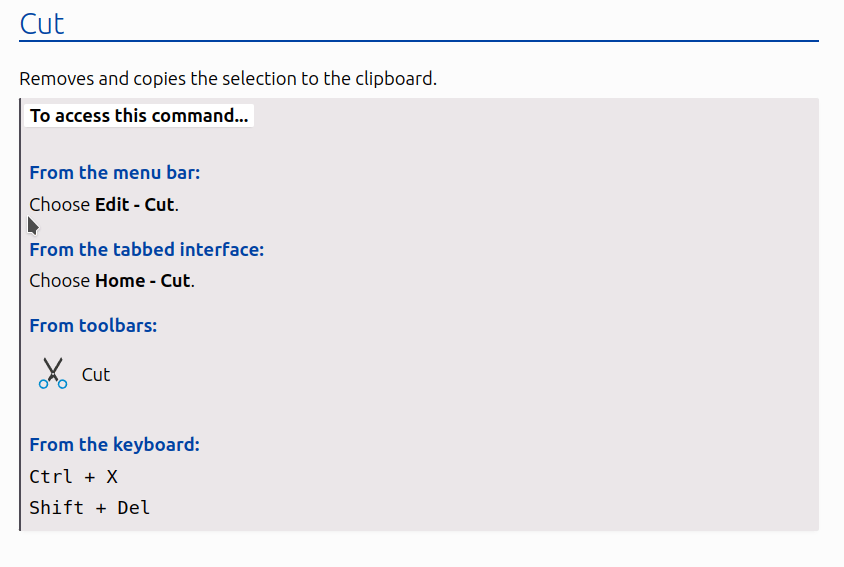 Cut
Removes and copies the selection to the clipboard.
To access this command...
From the menu bar:
Choose Edit - Cut.
From the tabbed interface:
Choose Home - Cut.
From toolbars:
Cut
From the keyboard:
Ctrl + X
Shift + Del